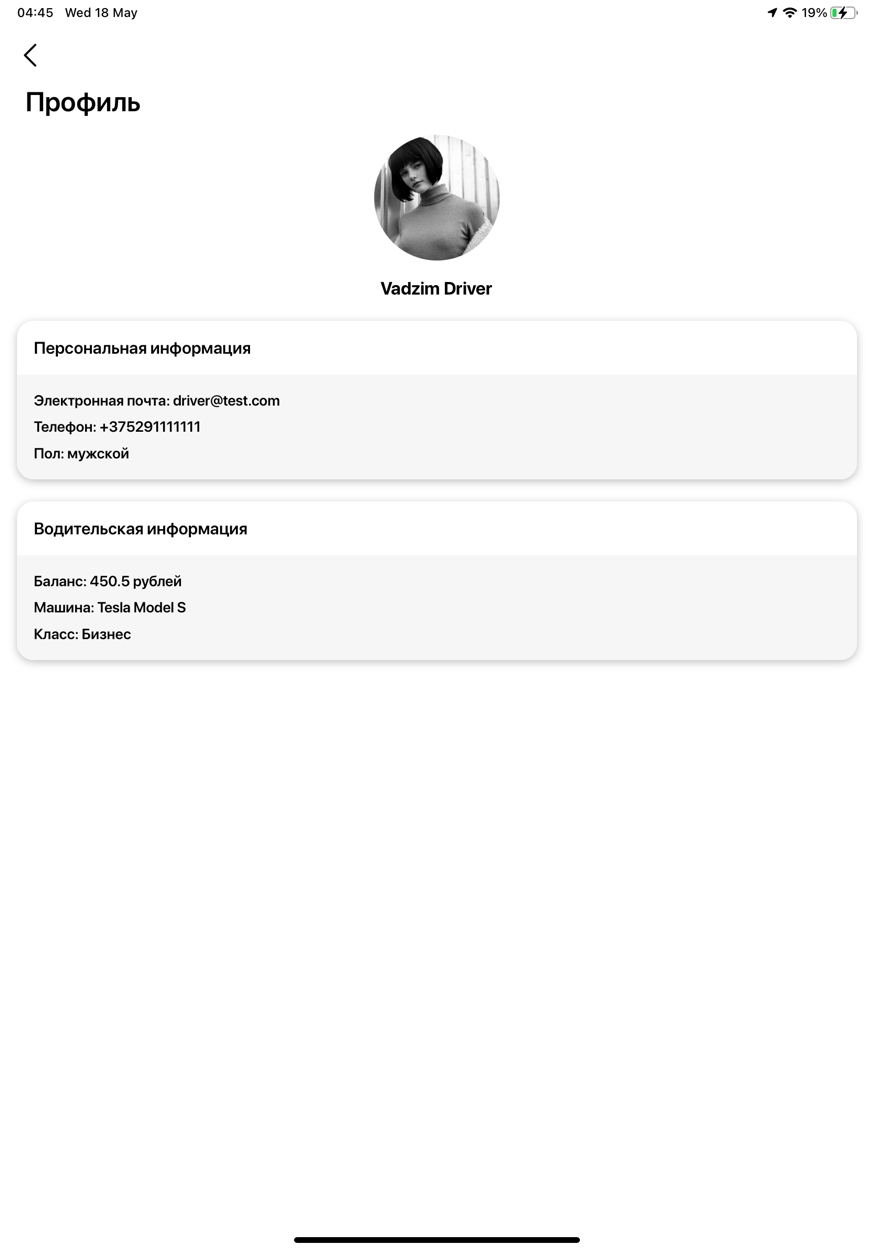 04:45 Wed 18 May 19%
Профиль
Vadzim Driver
Персональная информация
Электронная почта: driver@test.com
Телефон: +375291111111
Пол: мужской
Водительская информация
Баланс: 450.5 рублей
Машина: Tesla Model S
Класс: Бизнес